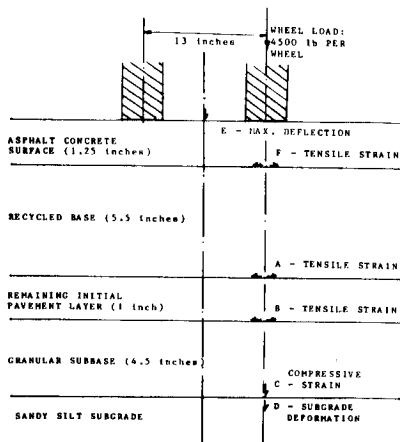 WHEEL LOAD:
4500 lb PER
WHEEL
13 inches
E - MAX. DEFLECTION
ASPHALT CONCRETE
SURFACE (1.25 inches)
F - TENSILE STRAIN
RECYCLED BASE (5.5 inches)
A - TENSILE STRAIN
REMAINING INITIAL
PAVEMENT LAYER (1 inch)
B - TENSILE STRAIN
GRANULAR SUBBASE (4.5 inches)
COMPRESSIVE
C - STRAIN
SANDY SILT SUBGRADE
D - SUBGRADE
DEFORMATION